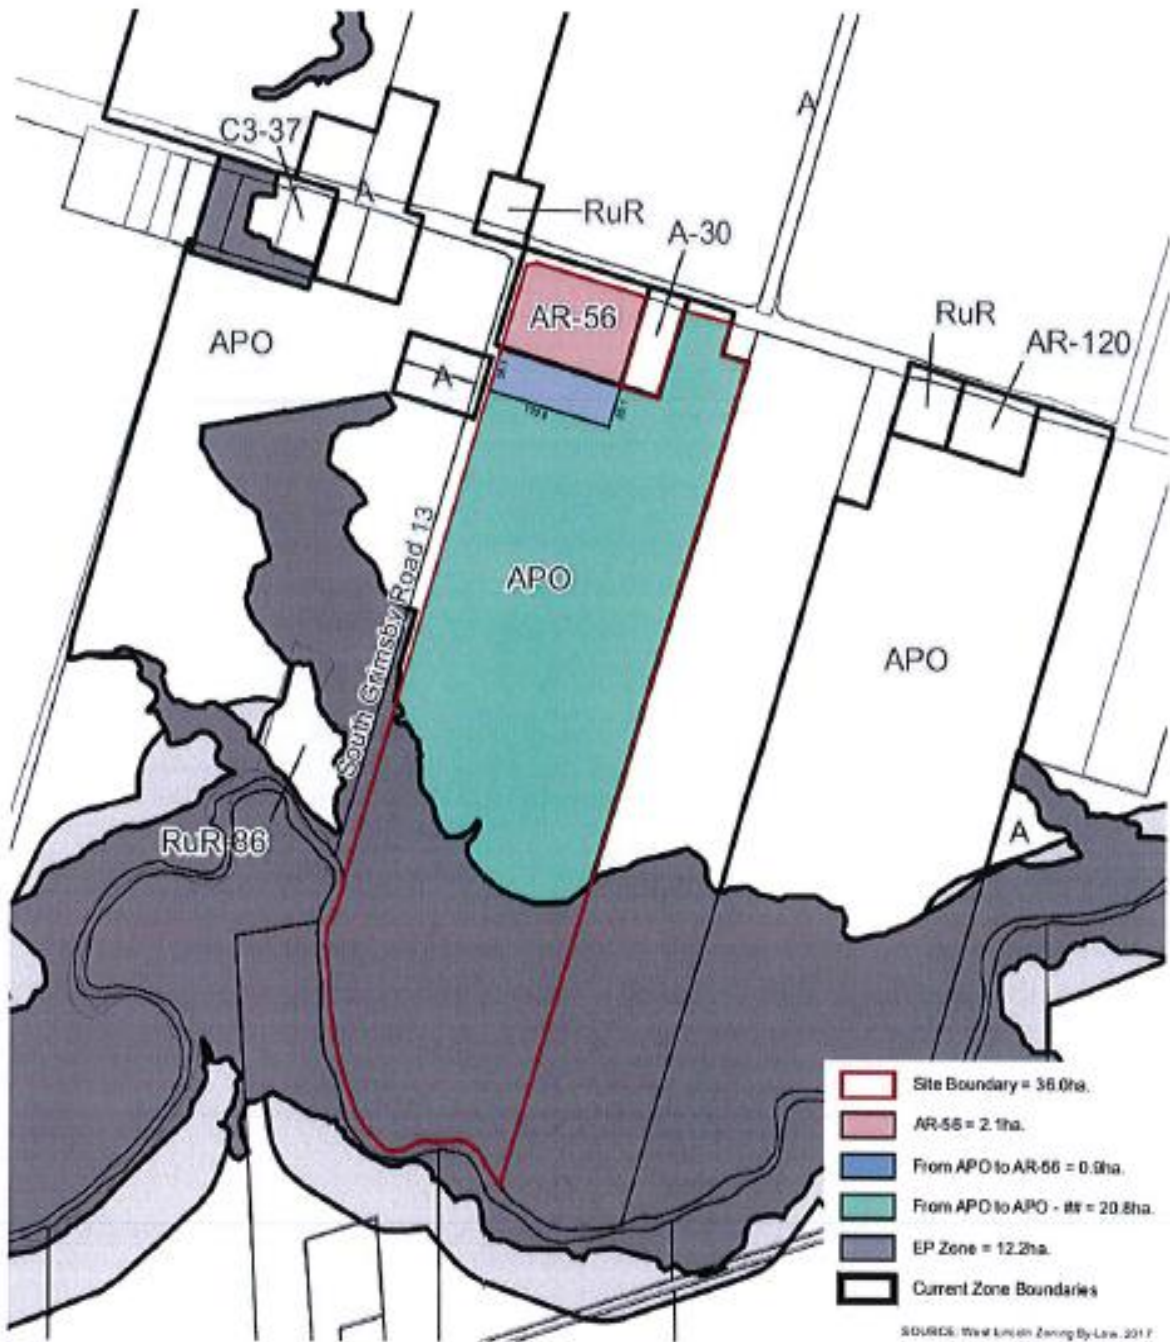 A
C3-37
A
RuR
A-30
AR-56
RuR
AR-120
APO
A
South Grimsby Road 13
APO
APO
RuR-86
A
Site Boundary = 36.0ha.
AR-56 = 2.1ha.
From APO to AR-56 = 0.9ha.
From APO to APO - ## = 20.8ha.
EP Zone = 12.2ha.
Current Zone Boundaries
SOURCE: West Lincoln Zoning By-Law, 2017